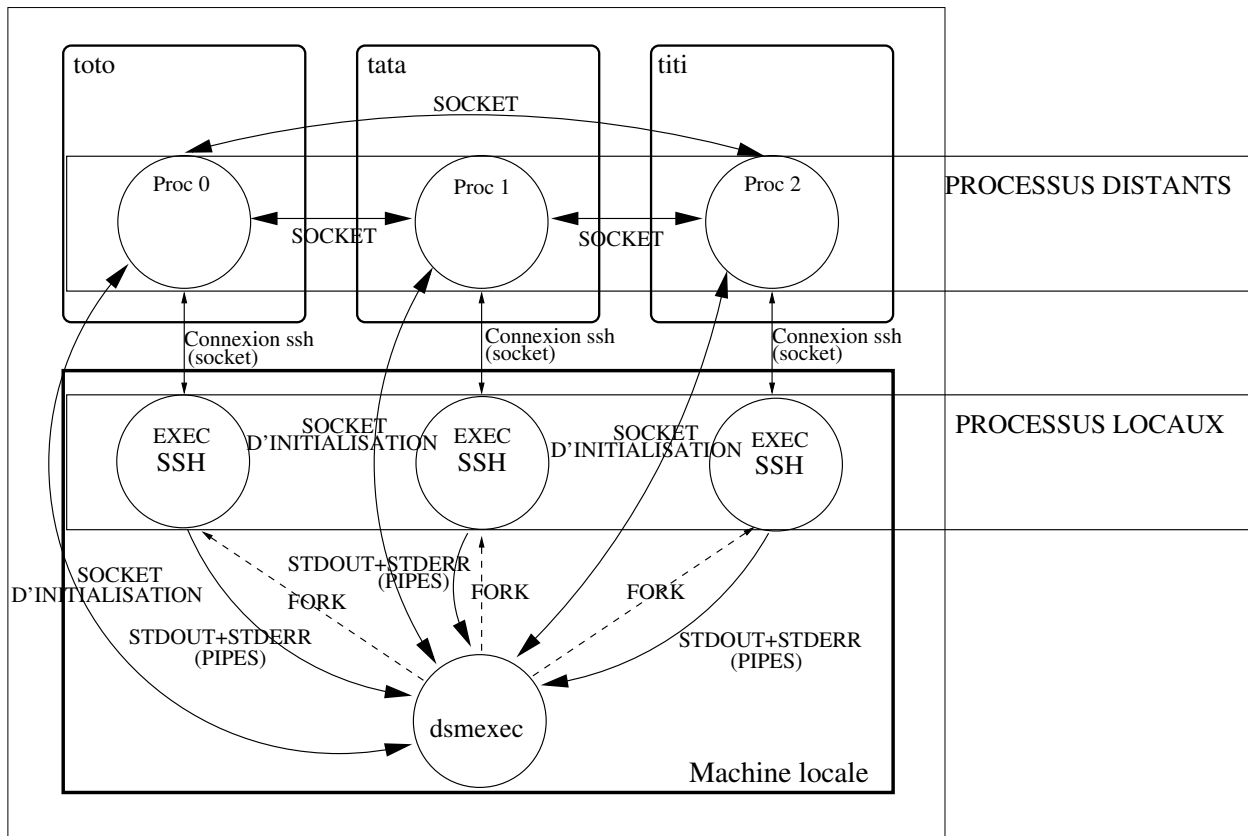 toto
tata
titi
SOCKET
Proc 0
Proc 1
Proc 2
PROCESSUS DISTANTS
SOCKET
SOCKET
Connexion ssh
(socket)
Connexion ssh
(socket)
Connexion ssh
(socket)
EXEC
SSH
SOCKET
D'INITIALISATION
EXEC
SSH
SOCKET
D'INITIALISATION
EXEC
SSH
PROCESSUS LOCAUX
SOCKET
D'INITIALISATION
FORK
STDOUT+STDERR
(PIPES)
STDOUT+STDERR
(PIPES)
FORK
FORK
STDOUT+STDERR
(PIPES)
dsmexec
Machine locale